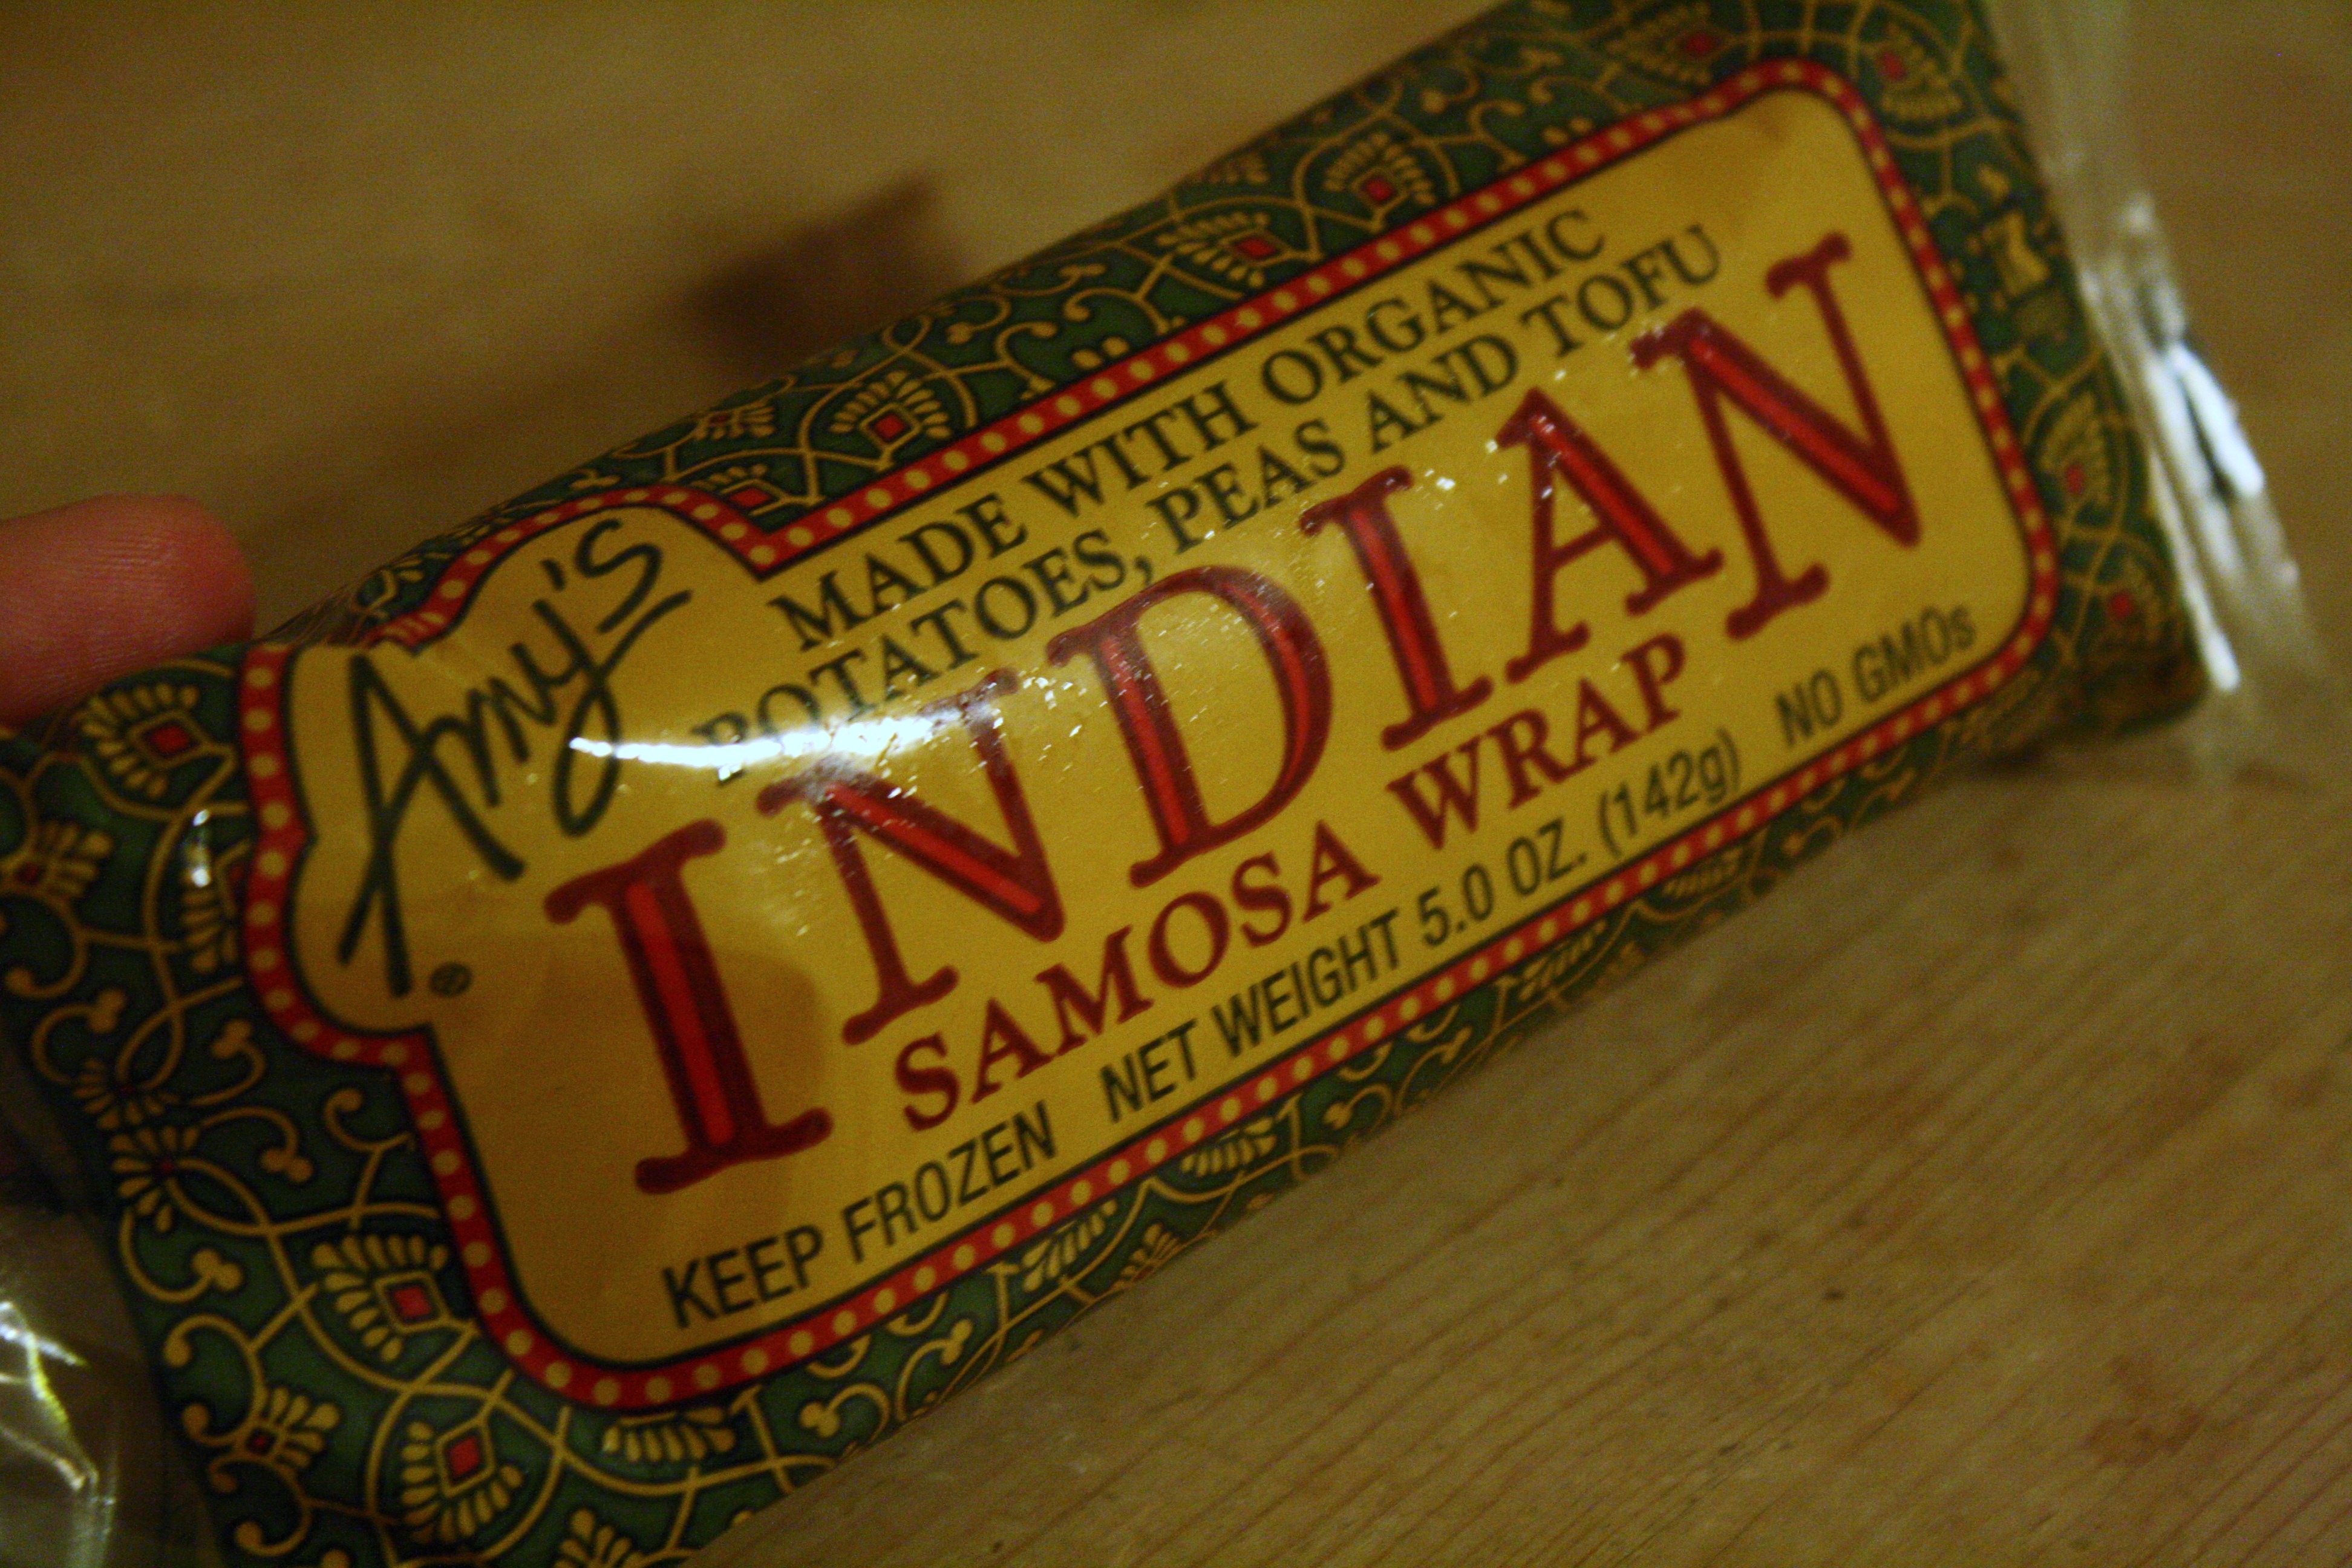 Amy's
®
MADE WITH ORGANIC
POTATOES, PEAS AND TOFU
INDIAN
SAMOSA WRAP
KEEP FROZEN NET WEIGHT 5.0 OZ. (142g) NO GMOs